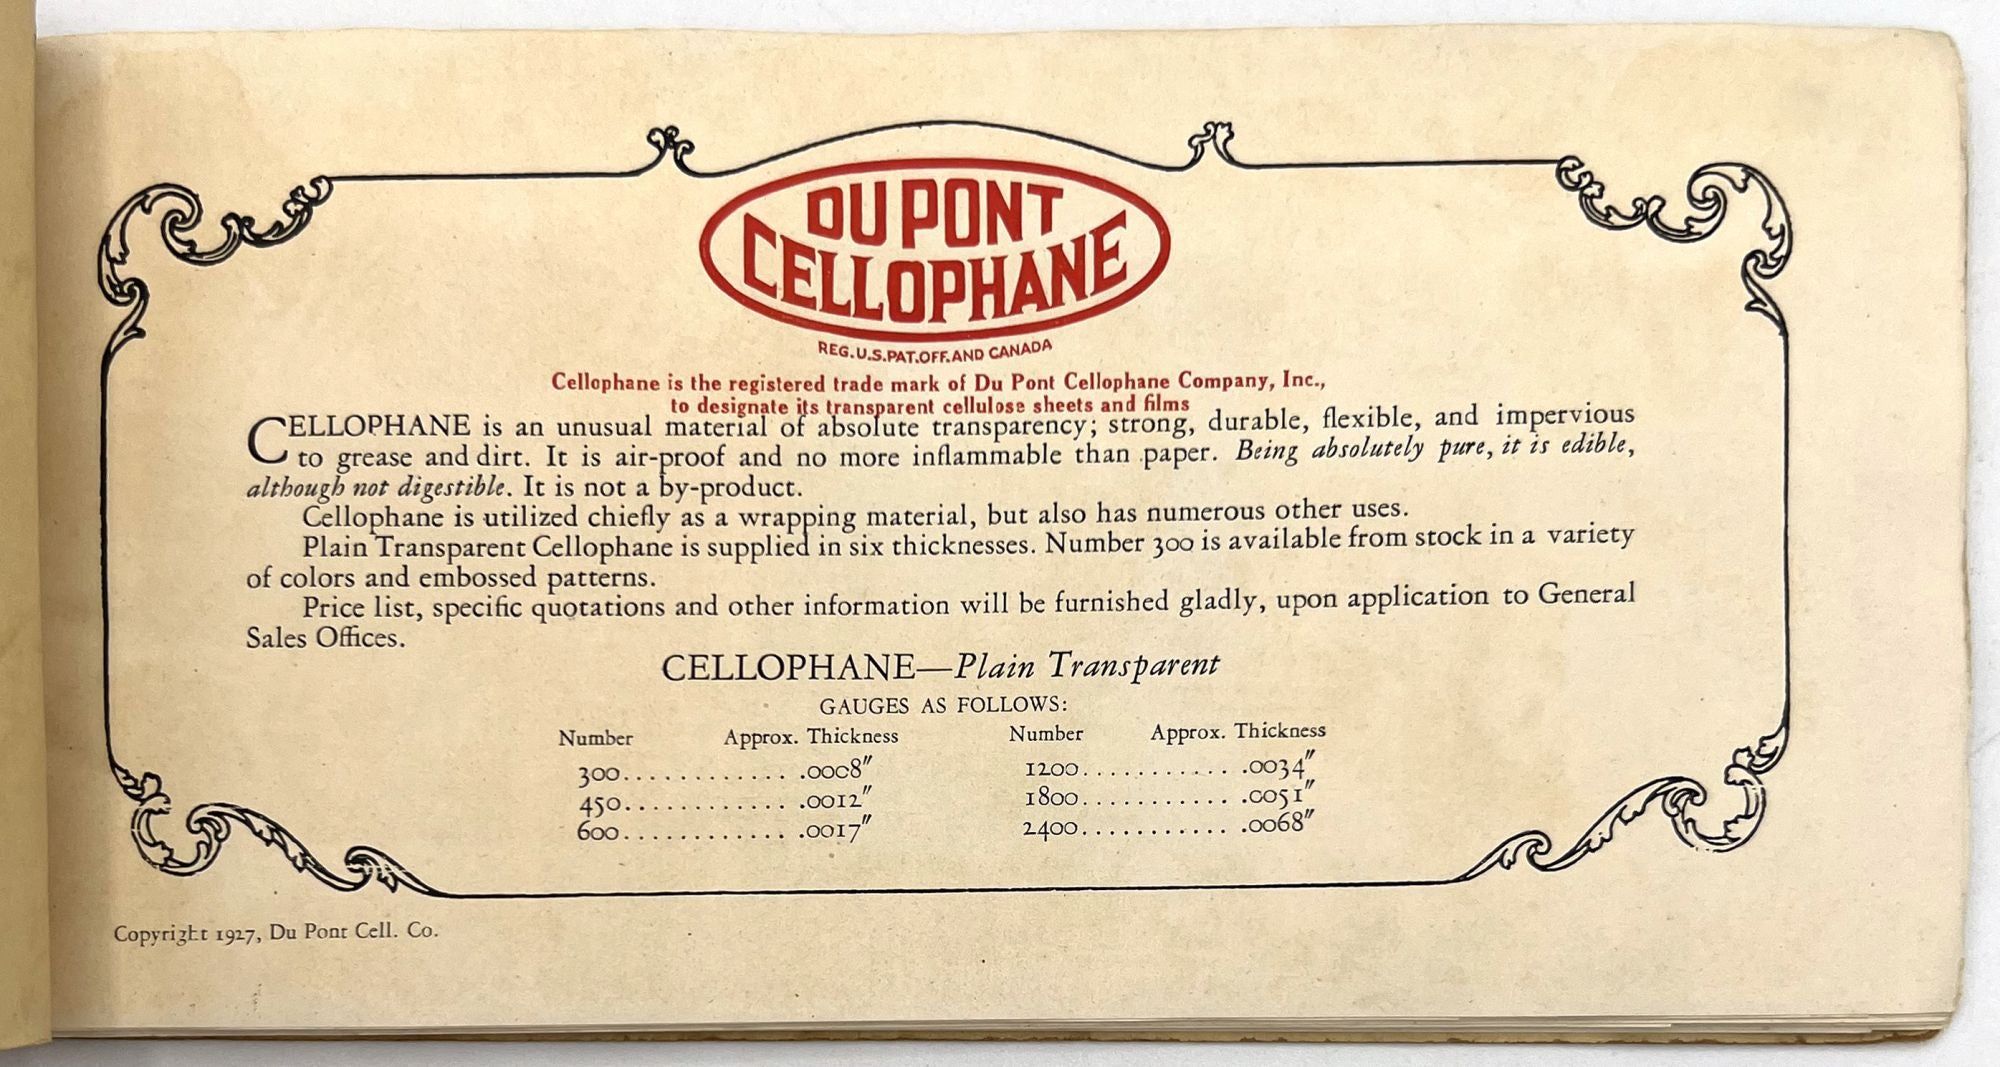 DU PONT
CELLOPHANE
REG. U.S. PAT. OFF. AND CANADA
Cellophane is the registered trade mark of Du Pont Cellophane Company, Inc.,
to designate its transparent cellulose sheets and films
CELLOPHANE is an unusual material of absolute transparency; strong, durable, flexible, and impervious
to grease and dirt. It is air-proof and no more inflammable than paper. Being absolutely pure, it is edible,
although not digestible. It is not a by-product.
Cellophane is utilized chiefly as a wrapping material, but also has numerous other uses.
Plain Transparent Cellophane is supplied in six thicknesses. Number 300 is available from stock in a variety
of colors and embossed patterns.
Price list, specific quotations and other information will be furnished gladly, upon application to General
Sales Offices.
CELLOPHANE—Plain Transparent
GAUGES AS FOLLOWS:
Number Approx. Thickness Number Approx. Thickness
300............ .0008″ 1200............ .0034″
450............ .0012″ 1800............ .0051″
600............ .0017″ 2400............ .0068″
Copyright 1927, Du Pont Cell. Co.